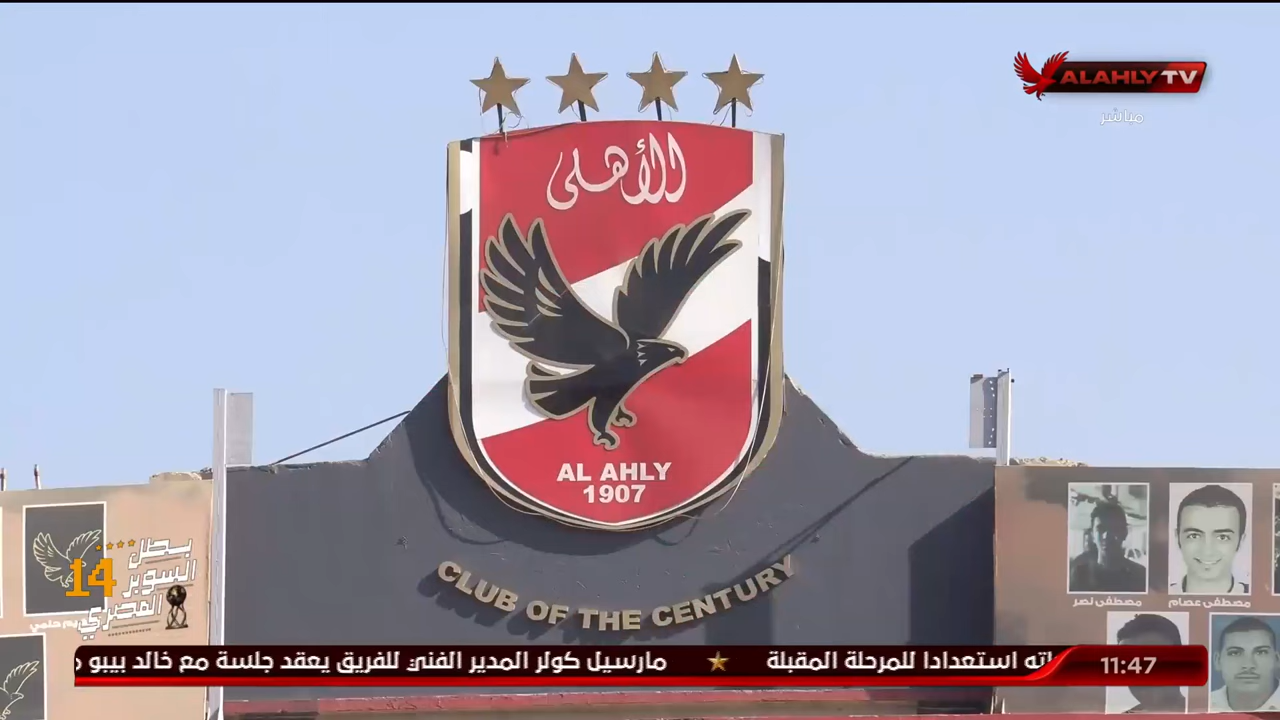 ALAHLY TV
مباشر
الأهلى
AL AHLY
1907
CLUB OF THE CENTURY
بطل
السوبر
المصري
14
مصطفى عصام
مصطفى نصر
استعدادا للمرحلة المقبلة
مارسيل كولر المدير الفني للفريق يعقد جلسة مع خالد بيبو
11:47